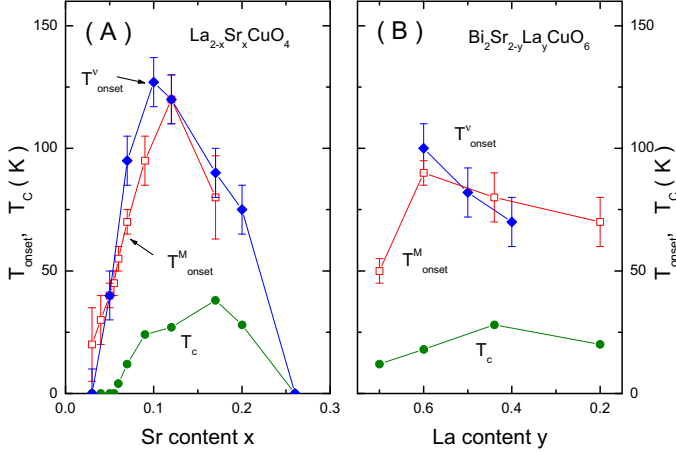 ( A )
La2-xSrxCuO4
( B )
Bi2Sr2-yLayCuO6
Tνonset
TMonset
Tc
Tνonset
TMonset
Tc
Tonset, TC ( K )
150
100
50
0
0.0 0.1 0.2 0.3
Sr content x
0.6 0.4 0.2
La content y
150
100
50
0
Tonset, TC ( K )